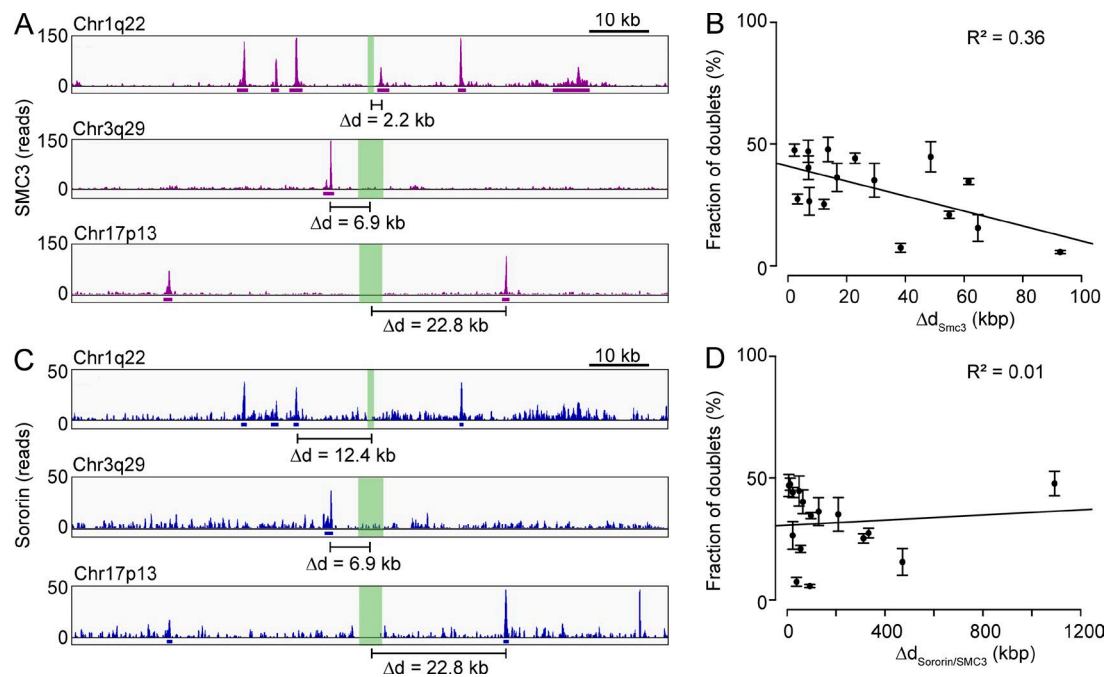 A
Chr1q22
10 kb
150
0
Δd = 2.2 kb
Chr3q29
150
0
Δd = 6.9 kb
Chr17p13
150
0
Δd = 22.8 kb
SMC3 (reads)
B
100
50
0
Fraction of doublets (%)
R² = 0.36
0 20 40 60 80 100
ΔdSmc3 (kbp)
C
Chr1q22
10 kb
50
0
Δd = 12.4 kb
Chr3q29
50
0
Δd = 6.9 kb
Chr17p13
50
0
Δd = 22.8 kb
Sororin (reads)
D
100
50
0
Fraction of doublets (%)
R² = 0.01
0 400 800 1200
ΔdSororin/SMC3 (kbp)